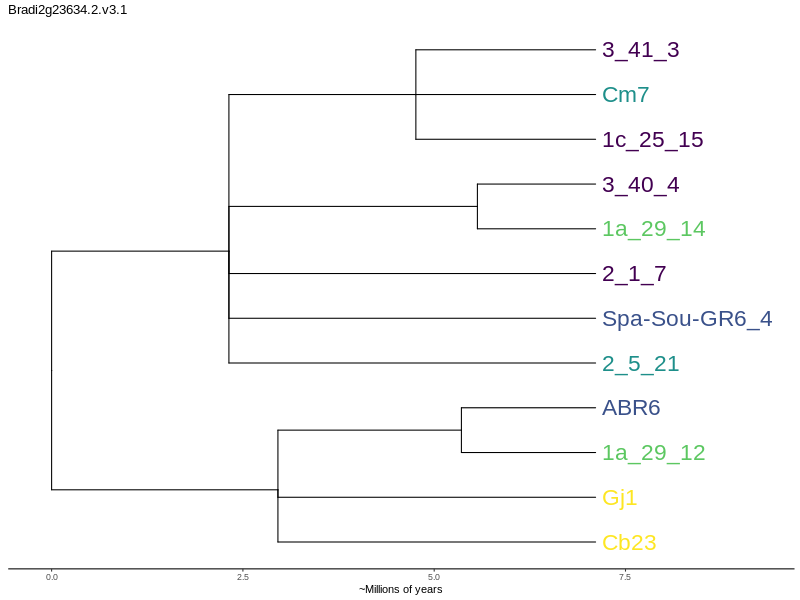 Bradi2g23634.2.v3.1
3_41_3
Cm7
1c_25_15
3_40_4
1a_29_14
2_1_7
Spa-Sou-GR6_4
2_5_21
ABR6
1a_29_12
Gj1
Cb23
0.0 2.5 5.0 7.5
~Millions of years